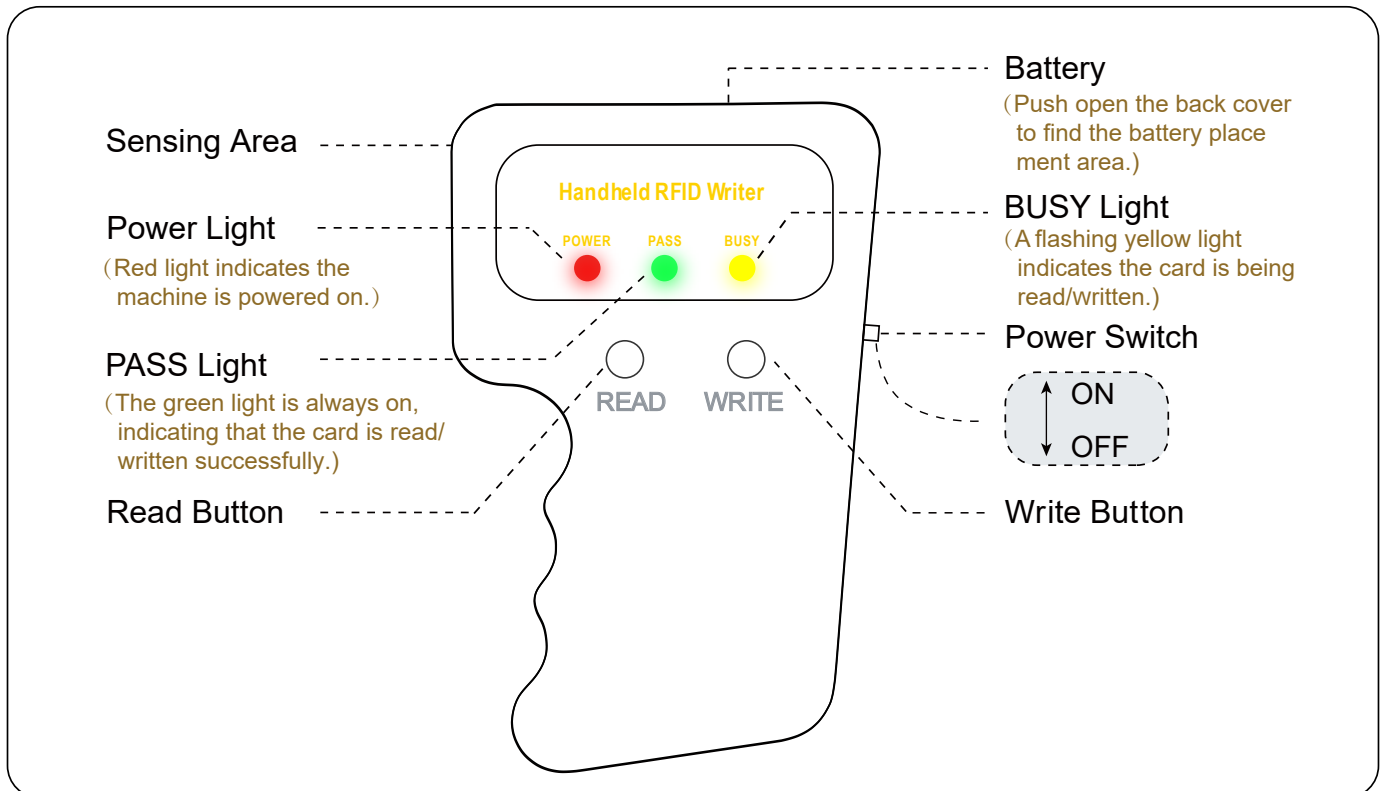 Sensing Area
Power Light
（Red light indicates the
machine is powered on.）
PASS Light
（The green light is always on,
indicating that the card is read/
written successfully.)
Read Button
Handheld RFID Writer
POWER PASS BUSY
READ WRITE
Battery
（Push open the back cover
to find the battery place
ment area.)
BUSY Light
（A flashing yellow light
indicates the card is being
read/written.)
Power Switch
ON
OFF
Write Button